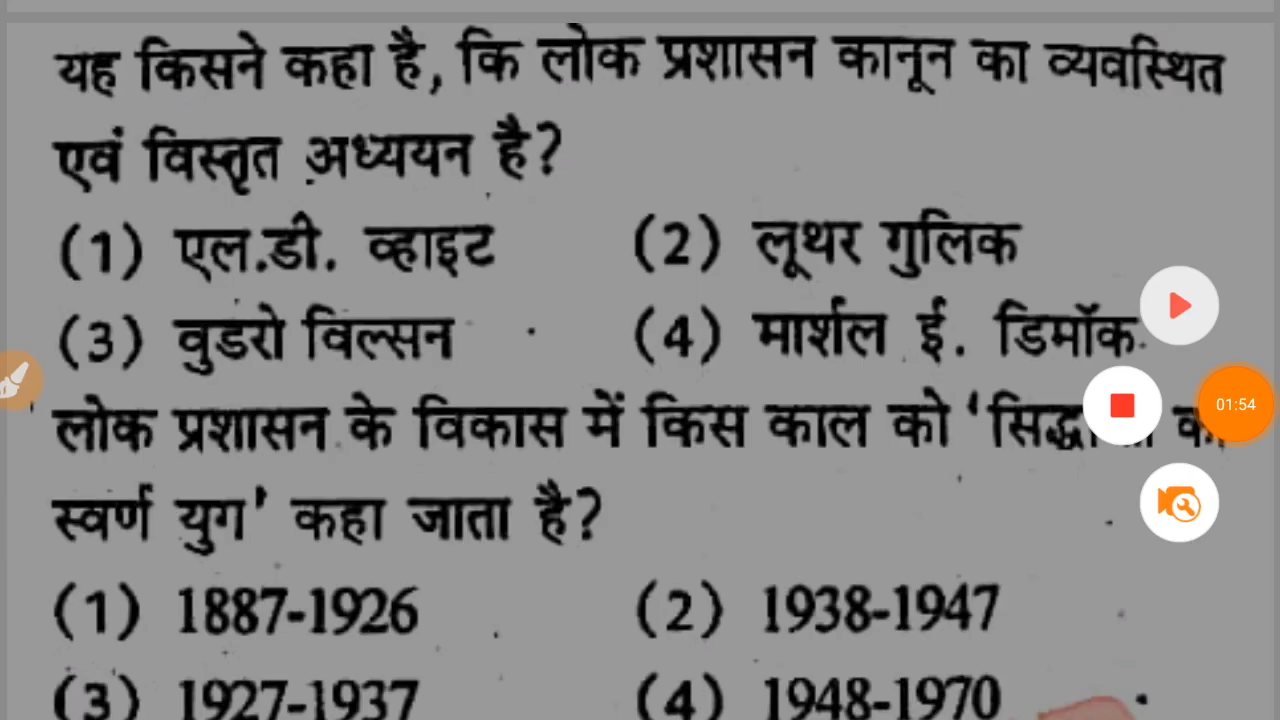 यह किसने कहा है, कि लोक प्रशासन कानून का व्यवस्थित
एवं विस्तृत अध्ययन है?
(1) एल.डी. व्हाइट (2) लूथर गुलिक
(3) वुडरो विल्सन (4) मार्शल ई. डिमॉक
01:54
लोक प्रशासन के विकास में किस काल को
स्वर्ण युग' कहा जाता है?
(1) 1887-1926 (2) 1938-1947
(3) 1927-1937 (4) 1948-1970